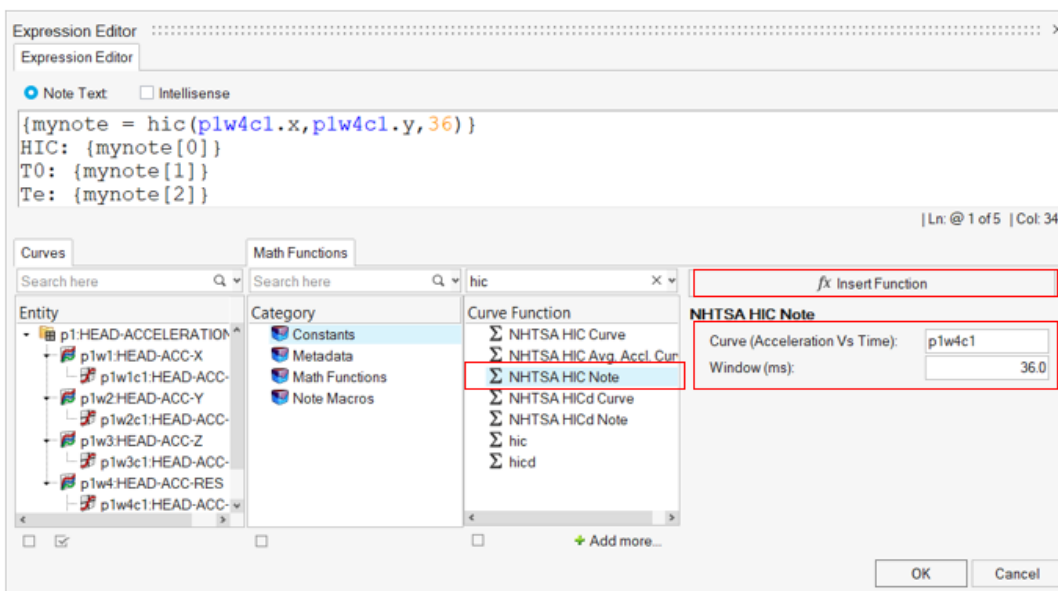 Expression Editor
Expression Editor
Note Text Intellisense
{mynote = hic(p1w4c1.x,p1w4c1.y,36)}
HIC: {mynote[0]}
T0: {mynote[1]}
Te: {mynote[2]}
| Ln: @ 1 of 5 | Col: 34
Curves
Search here
Entity
p1:HEAD-ACCELERATION
p1w1:HEAD-ACC-X
p1w1c1:HEAD-ACC-
p1w2:HEAD-ACC-Y
p1w2c1:HEAD-ACC-
p1w3:HEAD-ACC-Z
p1w3c1:HEAD-ACC-
p1w4:HEAD-ACC-RES
p1w4c1:HEAD-ACC-
Math Functions
Search here
Category
Constants
Metadata
Math Functions
Note Macros
hic
Curve Function
NHTSA HIC Curve
NHTSA HIC Avg. Accl. Cur
NHTSA HIC Note
NHTSA HICd Curve
NHTSA HICd Note
hic
hicd
Add more...
fx Insert Function
NHTSA HIC Note
Curve (Acceleration Vs Time): p1w4c1
Window (ms): 36.0
OK Cancel